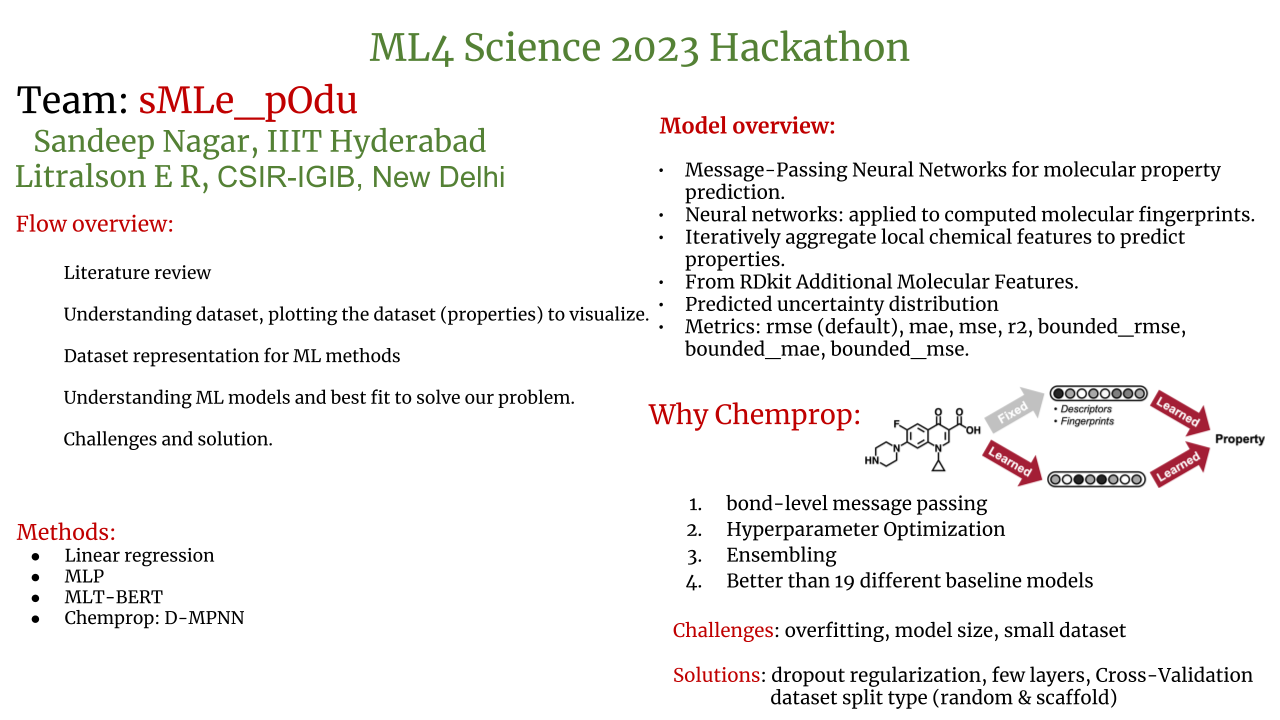 ML4 Science 2023 Hackathon
Team: sMLe_pOdu
Sandeep Nagar, IIIT Hyderabad
Litralson E R, CSIR-IGIB, New Delhi
Flow overview:
Literature review
Understanding dataset, plotting the dataset (properties) to visualize.
Dataset representation for ML methods
Understanding ML models and best fit to solve our problem.
Challenges and solution.
Methods:
● Linear regression
● MLP
● MLT-BERT
● Chemprop: D-MPNN
Model overview:
• Message-Passing Neural Networks for molecular property
prediction.
• Neural networks: applied to computed molecular fingerprints.
• Iteratively aggregate local chemical features to predict
properties.
• From RDkit Additional Molecular Features.
• Predicted uncertainty distribution
• Metrics: rmse (default), mae, mse, r2, bounded_rmse,
bounded_mae, bounded_mse.
Why Chemprop:
F
O
O
OH
N
HN
N
Fixed
Learned
• Descriptors
• Fingerprints
Learned
Learned
Property
1. bond-level message passing
2. Hyperparameter Optimization
3. Ensembling
4. Better than 19 different baseline models
Challenges: overfitting, model size, small dataset
Solutions: dropout regularization, few layers, Cross-Validation
dataset split type (random & scaffold)